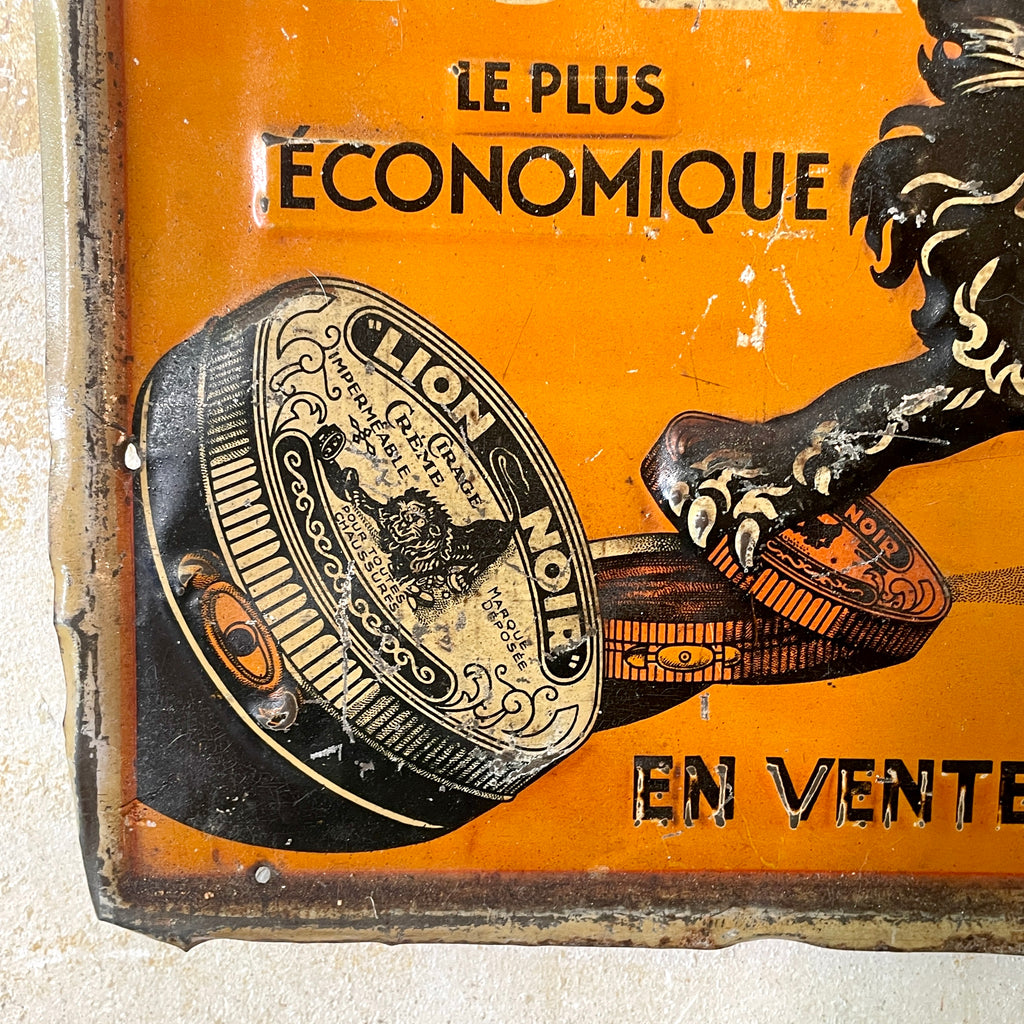 LE PLUS
ÉCONOMIQUE
"LION NOIR"
CIRAGE
CRÈME
IMPERMÉABLE
POUR TOUTES
CHAUSSURES
MARQUE
DÉPOSÉE
NOIR
EN VENTE